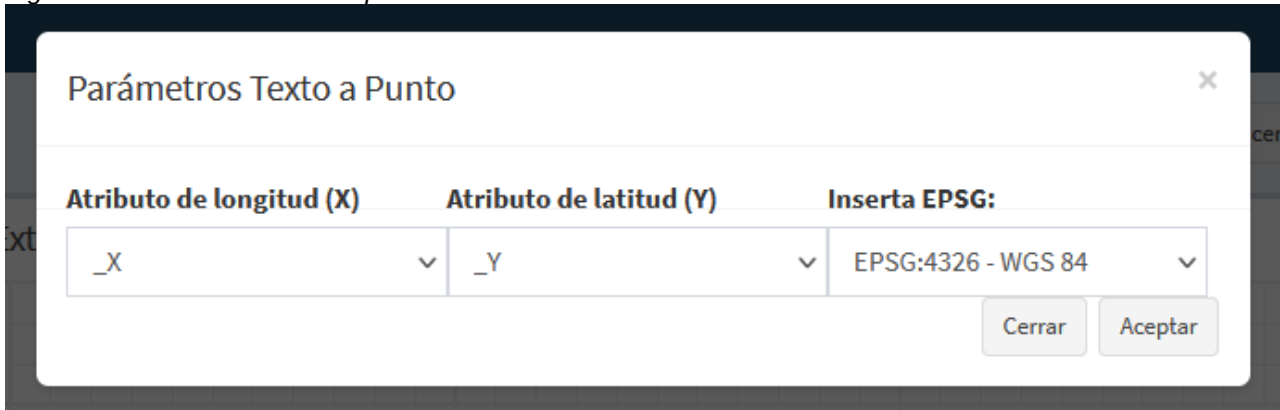 Parámetros Texto a Punto ×
Atributo de longitud (X) Atributo de latitud (Y) Inserta EPSG:
_X _Y EPSG:4326 - WGS 84
Cerrar Aceptar